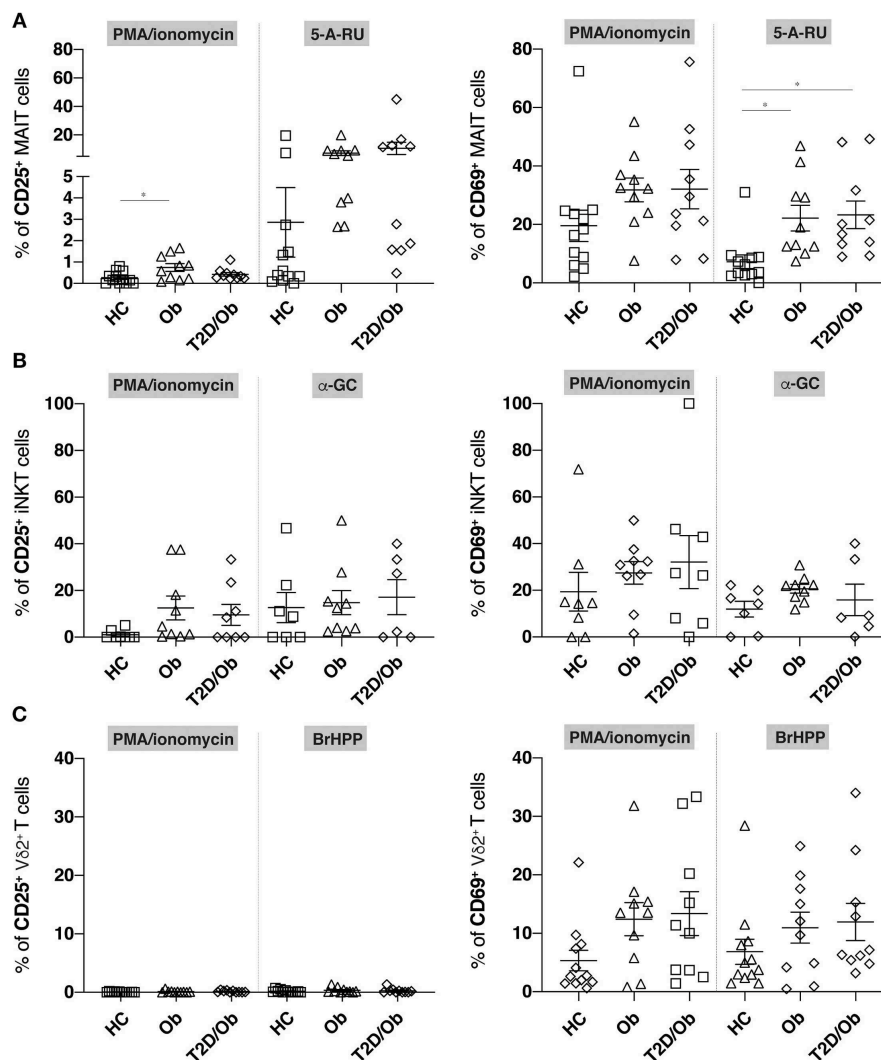 A
PMA/ionomycin 5-A-RU
% of CD25⁺ MAIT cells
80
60
40
20
5
4
3
2
1
0
HC Ob T2D/Ob HC Ob T2D/Ob
*
PMA/ionomycin 5-A-RU
% of CD69⁺ MAIT cells
80
60
40
20
0
HC Ob T2D/Ob HC Ob T2D/Ob
*
*
B
PMA/ionomycin α-GC
% of CD25⁺ iNKT cells
100
80
60
40
20
0
HC Ob T2D/Ob HC Ob T2D/Ob
PMA/ionomycin α-GC
% of CD69⁺ iNKT cells
100
80
60
40
20
0
HC Ob T2D/Ob HC Ob T2D/Ob
C
PMA/ionomycin BrHPP
% of CD25⁺ Vδ2⁺ T cells
40
30
20
10
0
HC Ob T2D/Ob HC Ob T2D/Ob
PMA/ionomycin BrHPP
% of CD69⁺ Vδ2⁺ T cells
40
30
20
10
0
HC Ob T2D/Ob HC Ob T2D/Ob